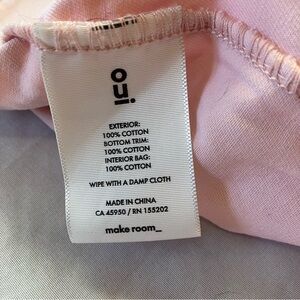 EXTERIOR:
100% COTTON
BOTTOM TRIM:
100% COTTON
INTERIOR BAG:
100% COTTON
WIPE WITH A DAMP CLOTH
MADE IN CHINA
CA 45950 / RN 155202
make room_